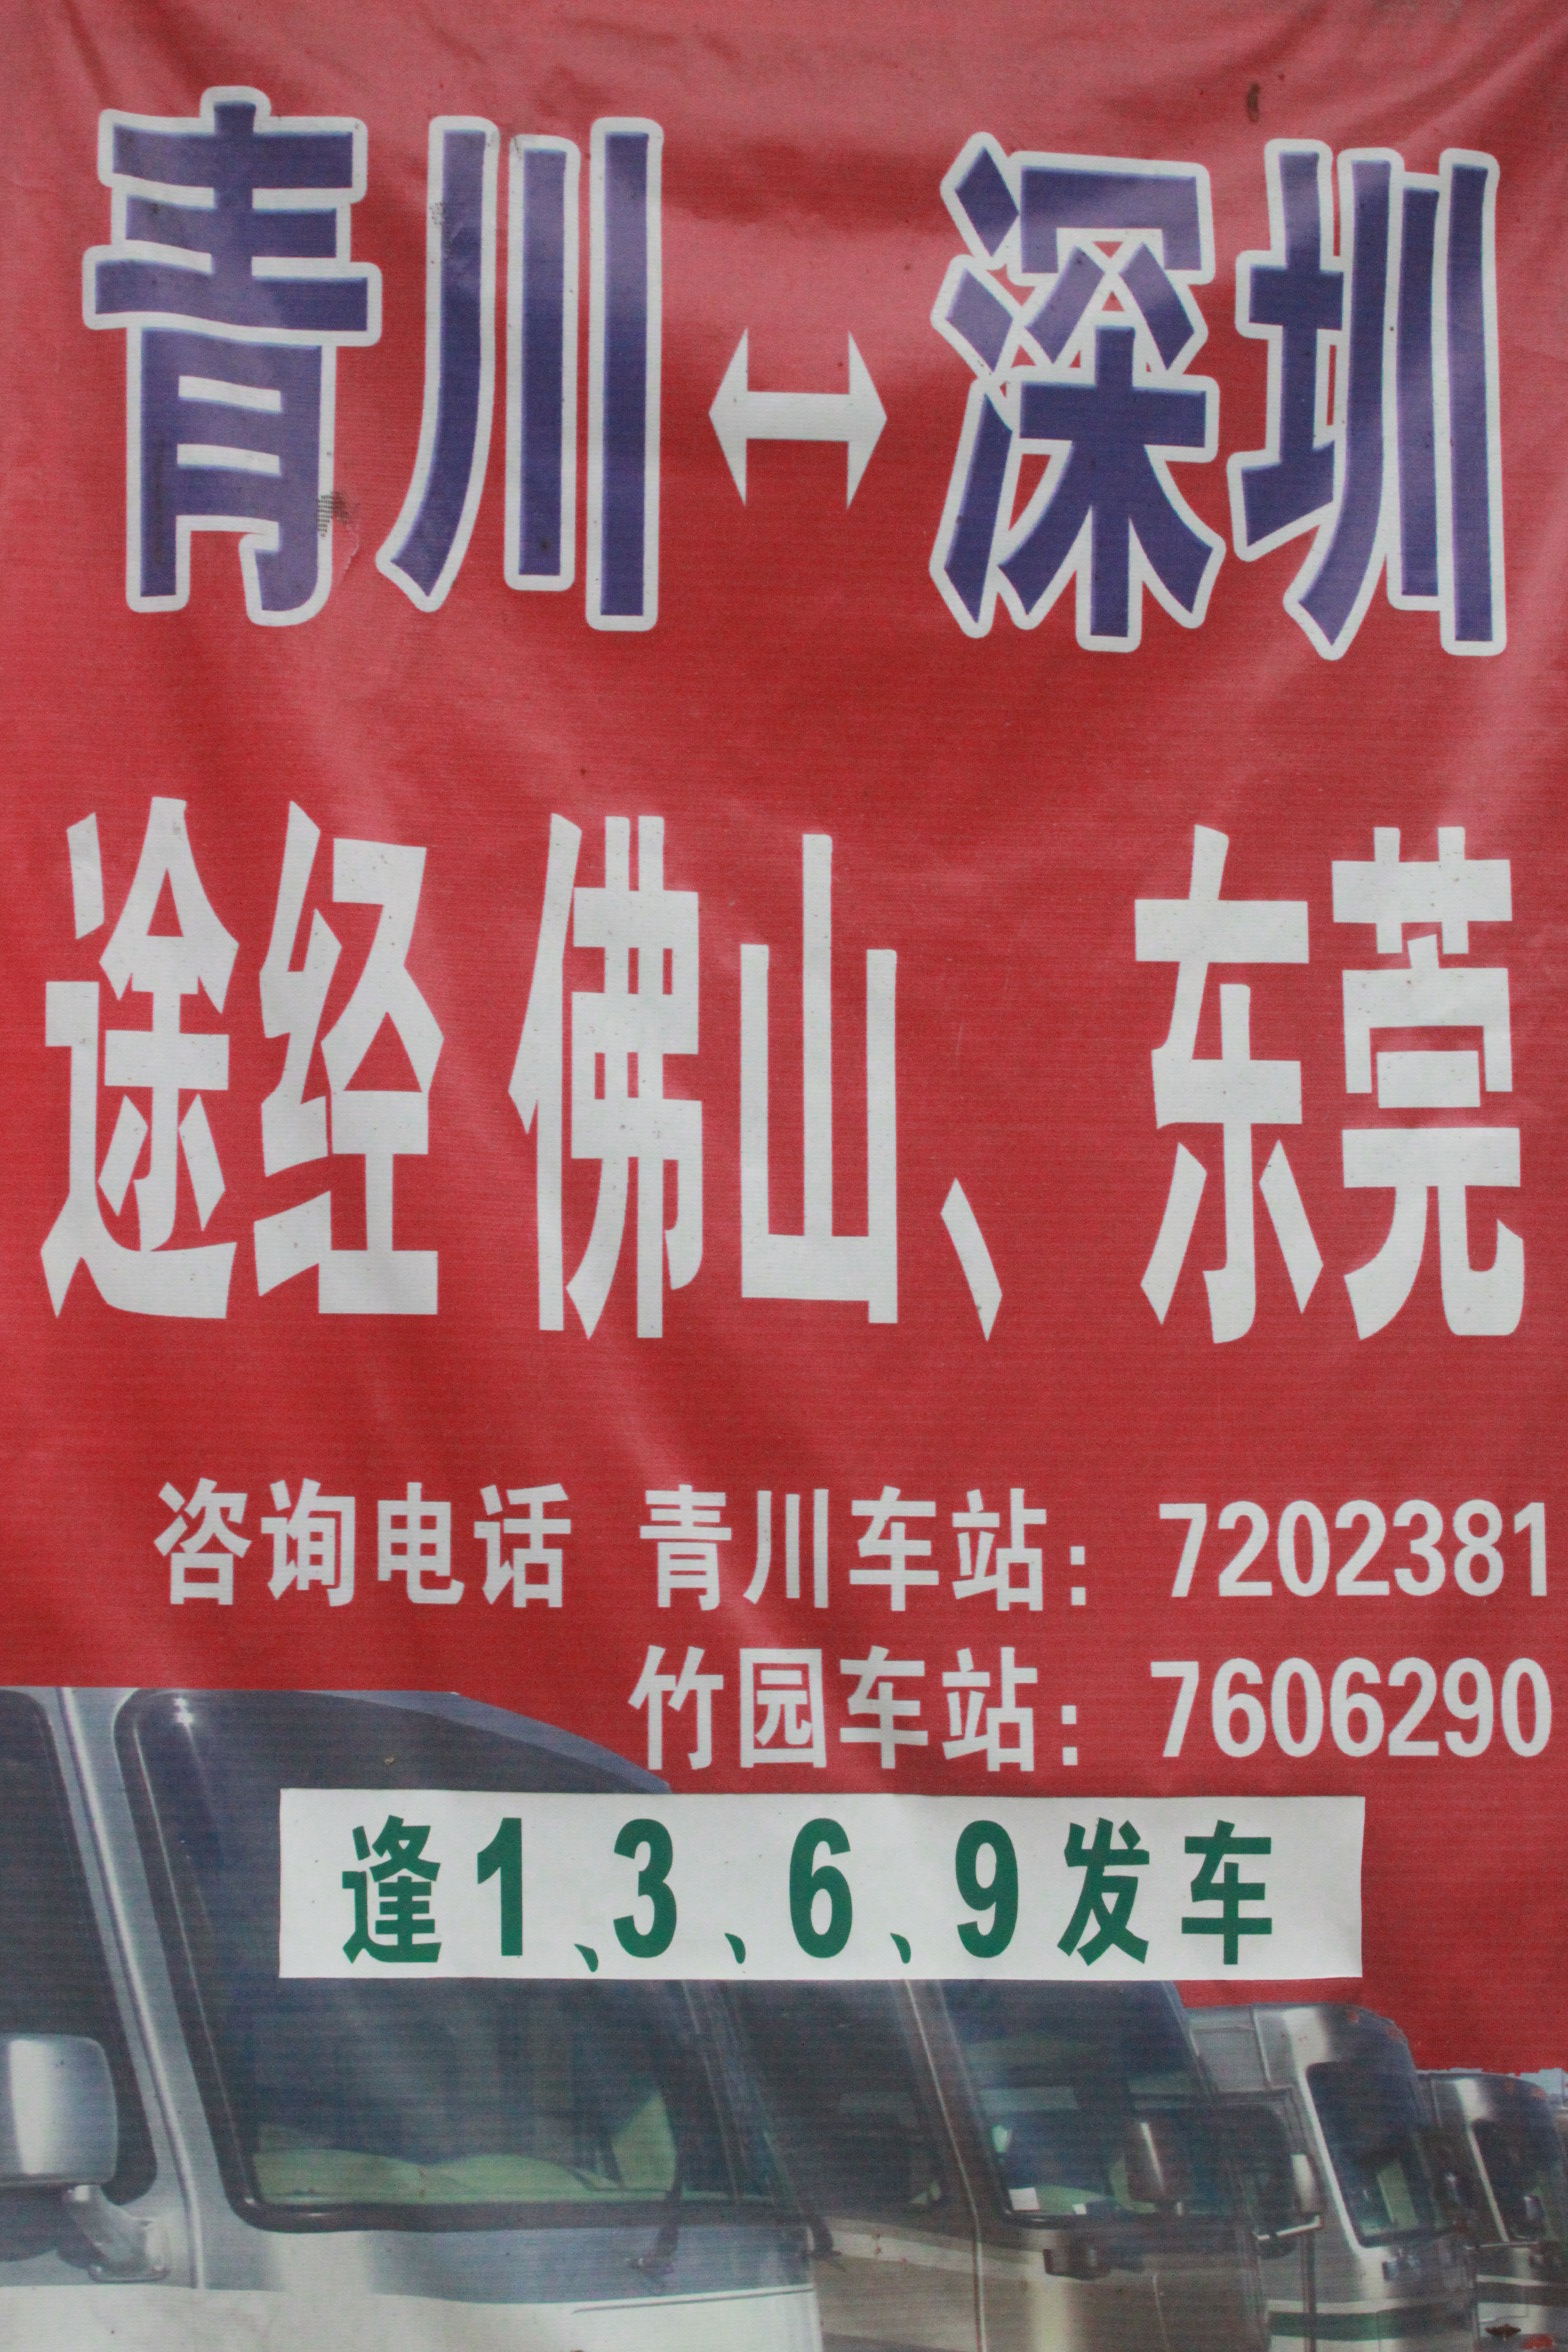 青川↔深圳
途经佛山、东莞
咨询电话 青川车站：7202381
竹园车站：7606290
逢1、3、6、9发车